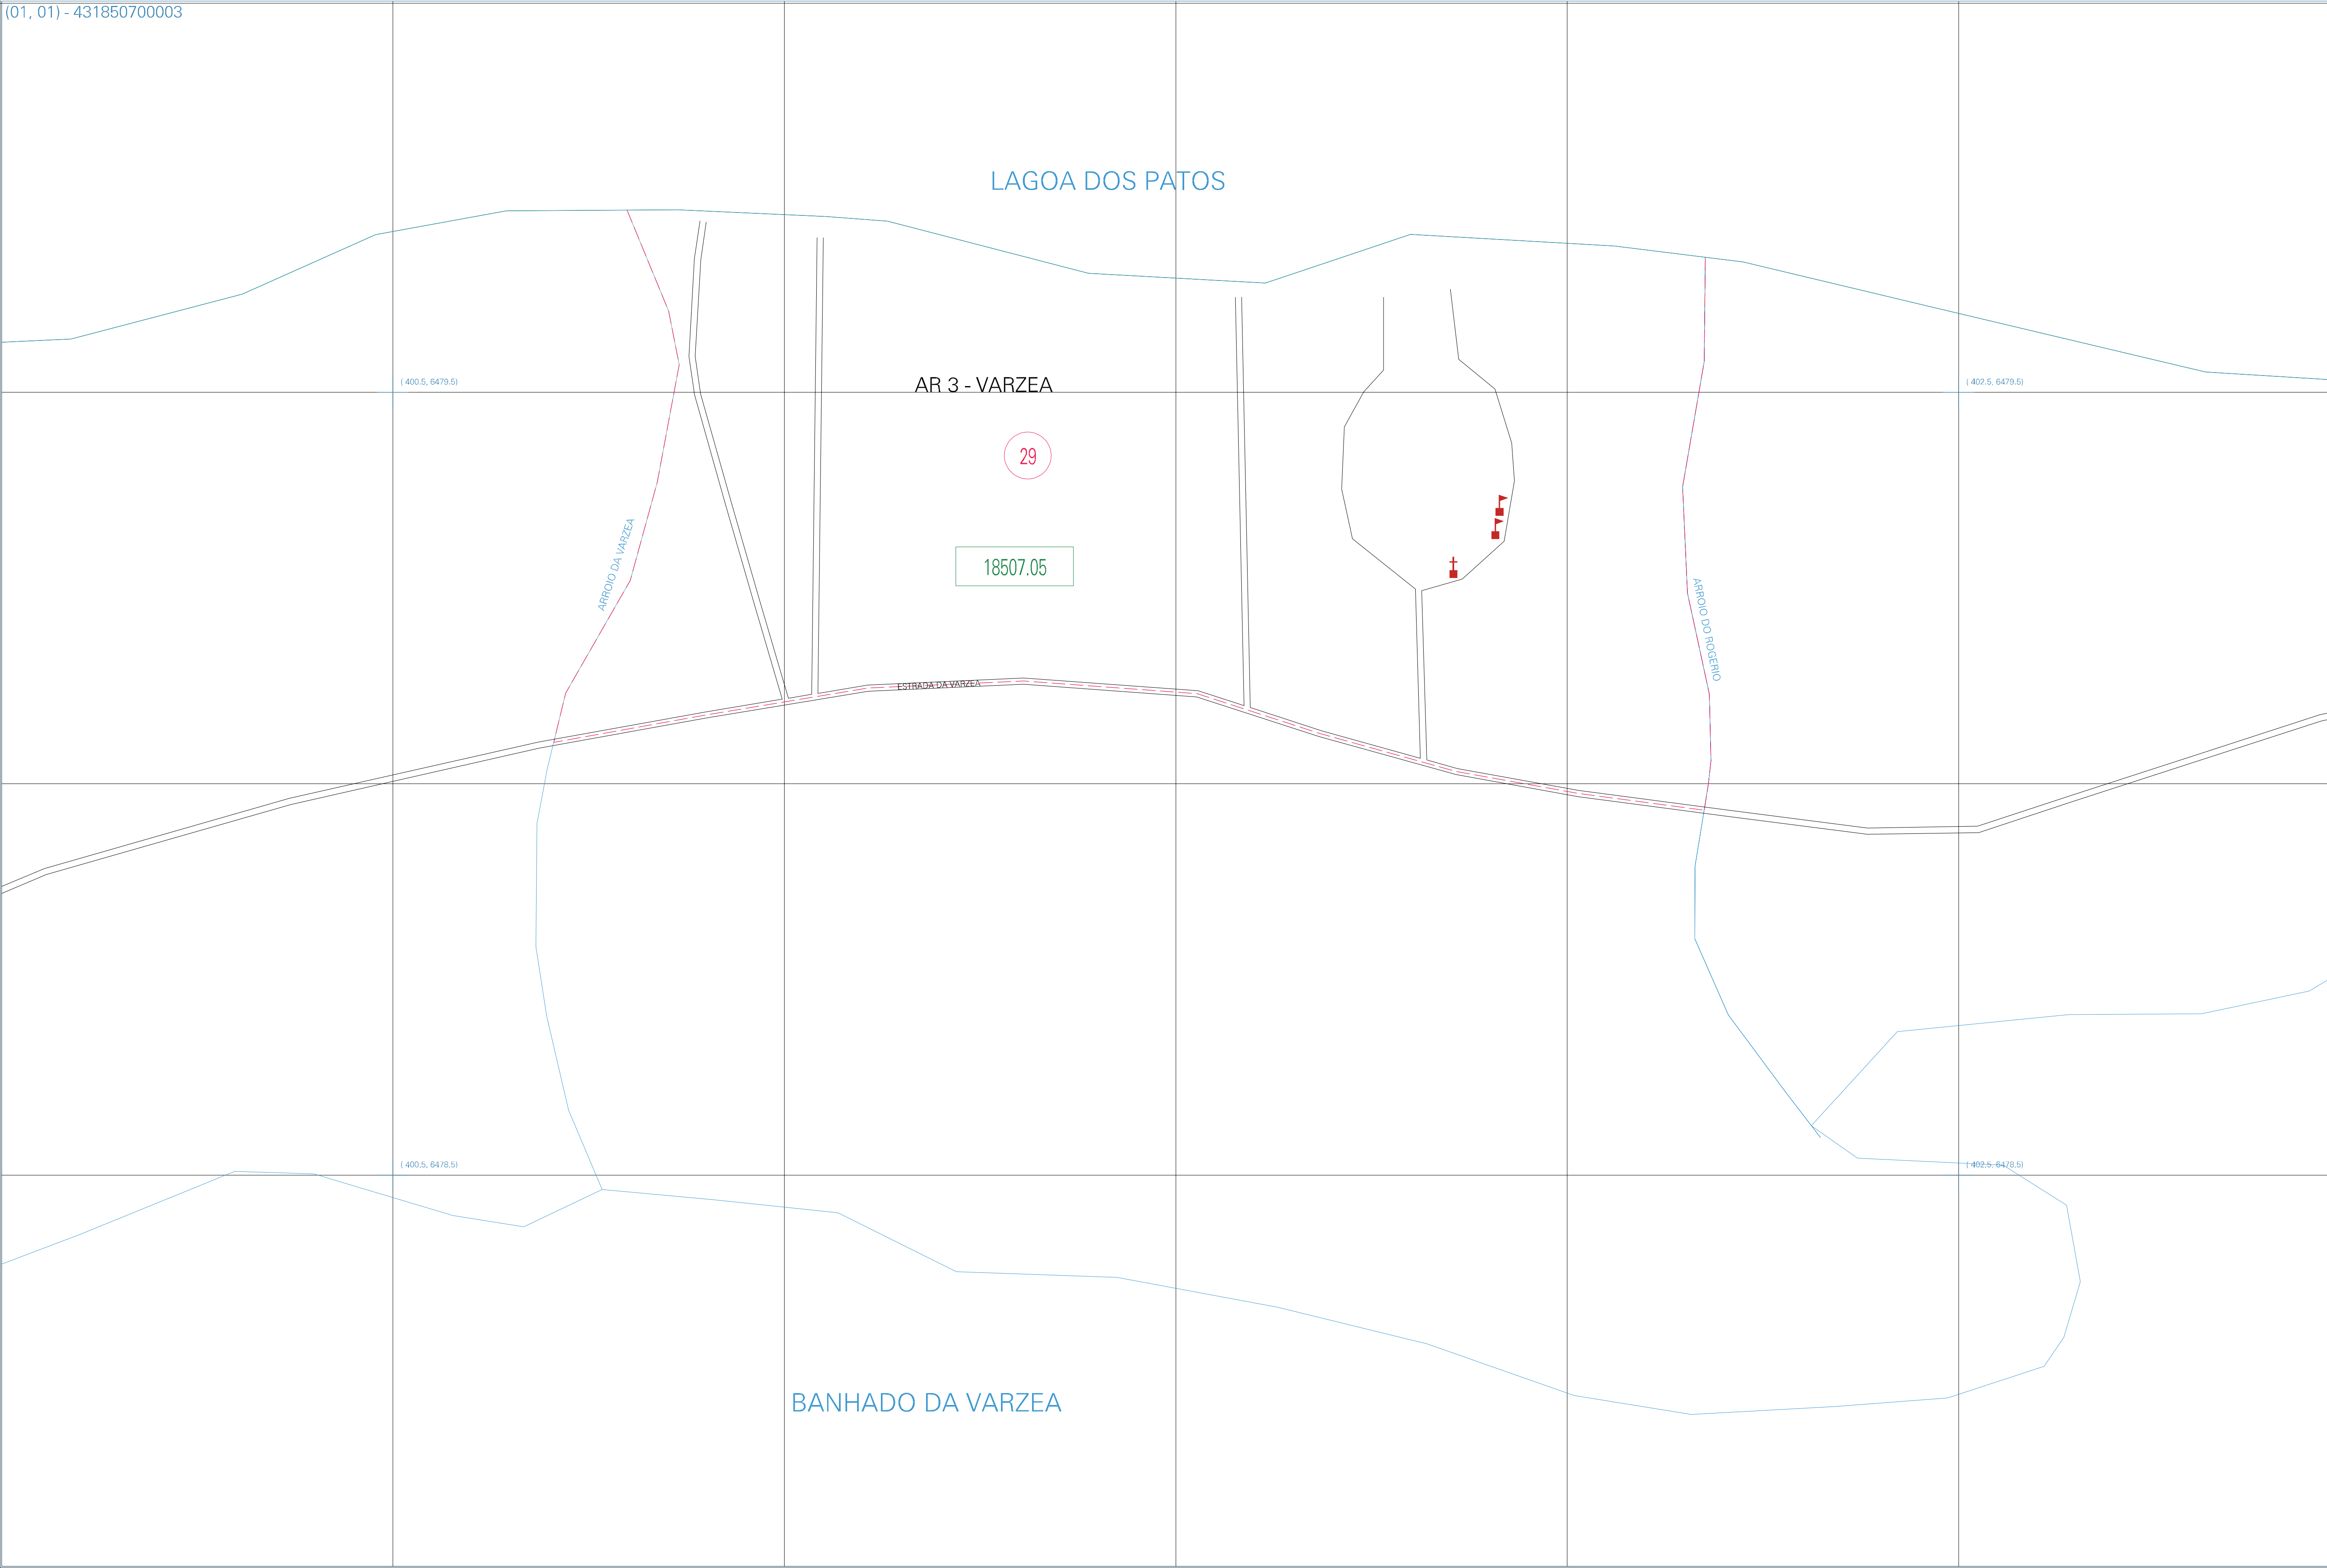 (01, 01) - 431850700003
LAGOA DOS PATOS
( 400.5, 6479.5)
AR 3 - VARZEA
( 402.5, 6479.5)
29
ARROIO DA VARZEA
18507.05
ARROIO DO ROGERIO
ESTRADA DA VARZEA
( 400.5, 6478.5)
( 402.5, 6478.5)
BANHADO DA VARZEA